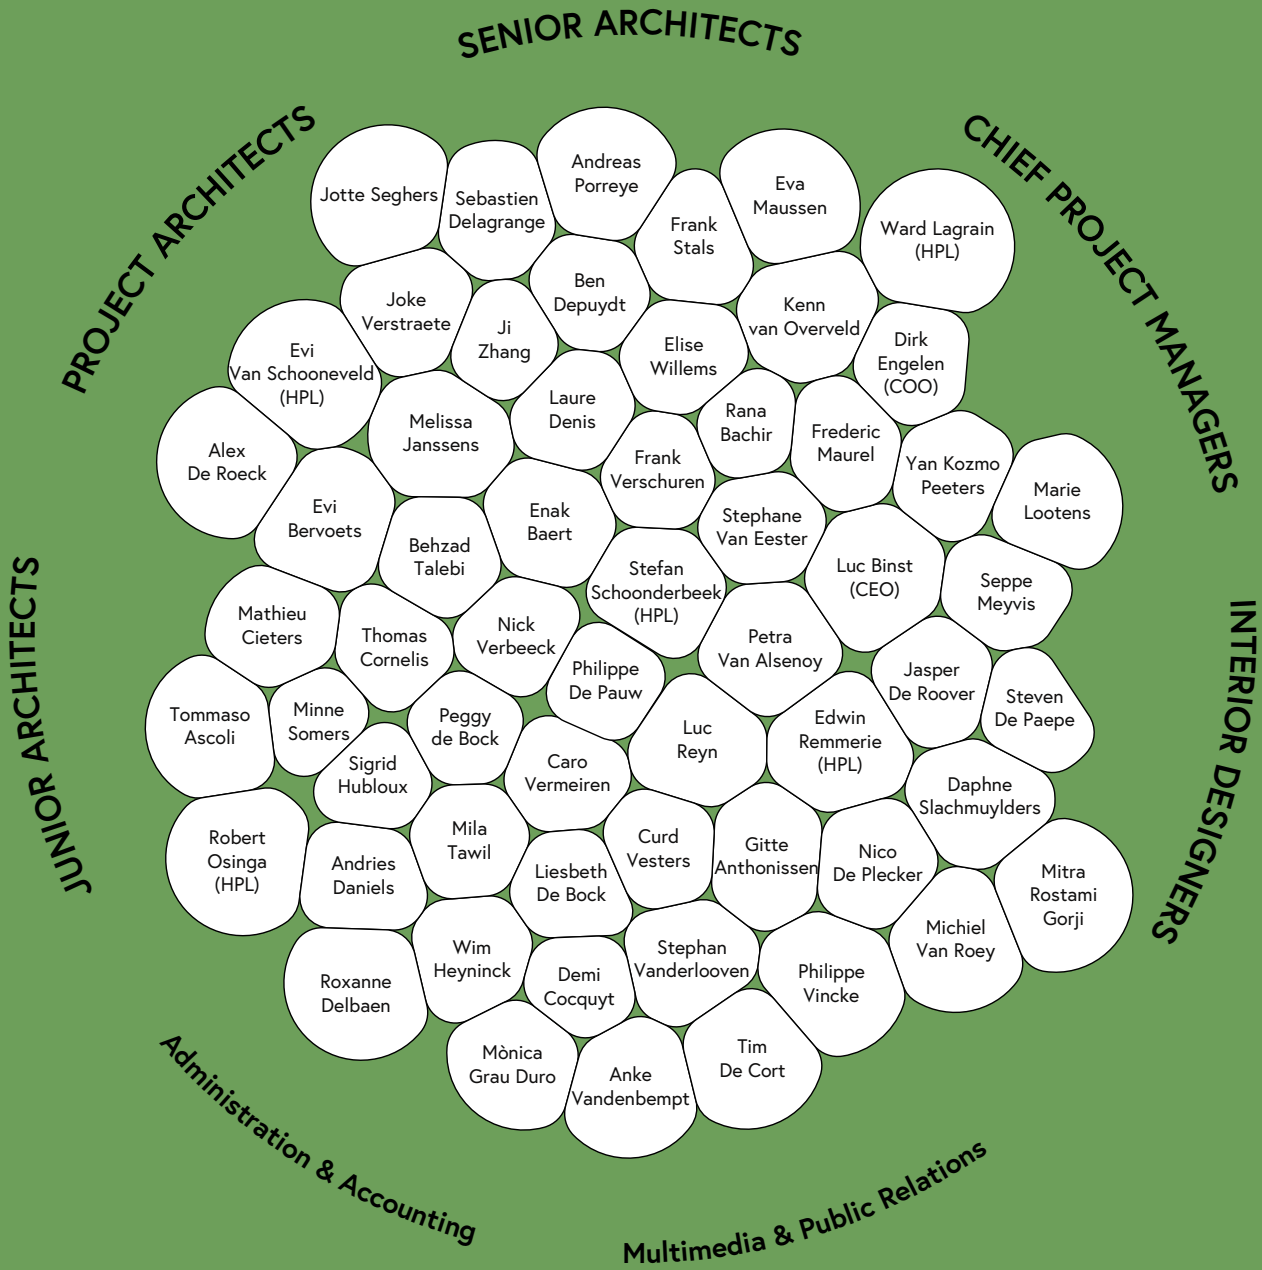 SENIOR ARCHITECTS
PROJECT ARCHITECTS
CHIEF PROJECT MANAGERS
JUNIOR ARCHITECTS
INTERIOR DESIGNERS
Administration & Accounting
Multimedia & Public Relations
Jotte Seghers
Sebastien
Delagrange
Andreas
Porreye
Frank
Stals
Eva
Maussen
Ward Lagrain
(HPL)
Joke
Verstraete
Ji
Zhang
Ben
Depuydt
Elise
Willems
Kenn
van Overveld
Dirk
Engelen
(COO)
Evi
Van Schooneveld
(HPL)
Alex
De Roeck
Melissa
Janssens
Laure
Denis
Rana
Bachir
Frederic
Maurel
Yan Kozmo
Peeters
Marie
Lootens
Evi
Bervoets
Behzad
Talebi
Enak
Baert
Frank
Verschuren
Stephane
Van Eester
Luc Binst
(CEO)
Seppe
Meyvis
Mathieu
Cieters
Thomas
Cornelis
Nick
Verbeeck
Stefan
Schoonderbeek
(HPL)
Philippe
De Pauw
Petra
Van Alsenoy
Jasper
De Roover
Steven
De Paepe
Tommaso
Ascoli
Minne
Somers
Sigrid
Hubloux
Peggy
de Bock
Caro
Vermeiren
Luc
Reyn
Edwin
Remmerie
(HPL)
Daphne
Slachmuylders
Robert
Osinga
(HPL)
Andries
Daniels
Mila
Tawil
Liesbeth
De Bock
Curd
Vesters
Gitte
Anthonissen
Nico
De Plecker
Mitra
Rostami
Gorji
Roxanne
Delbaen
Wim
Heyninck
Demi
Cocquyt
Stephan
Vanderlooven
Philippe
Vincke
Michiel
Van Roey
Mònica
Grau Duro
Anke
Vandenbempt
Tim
De Cort